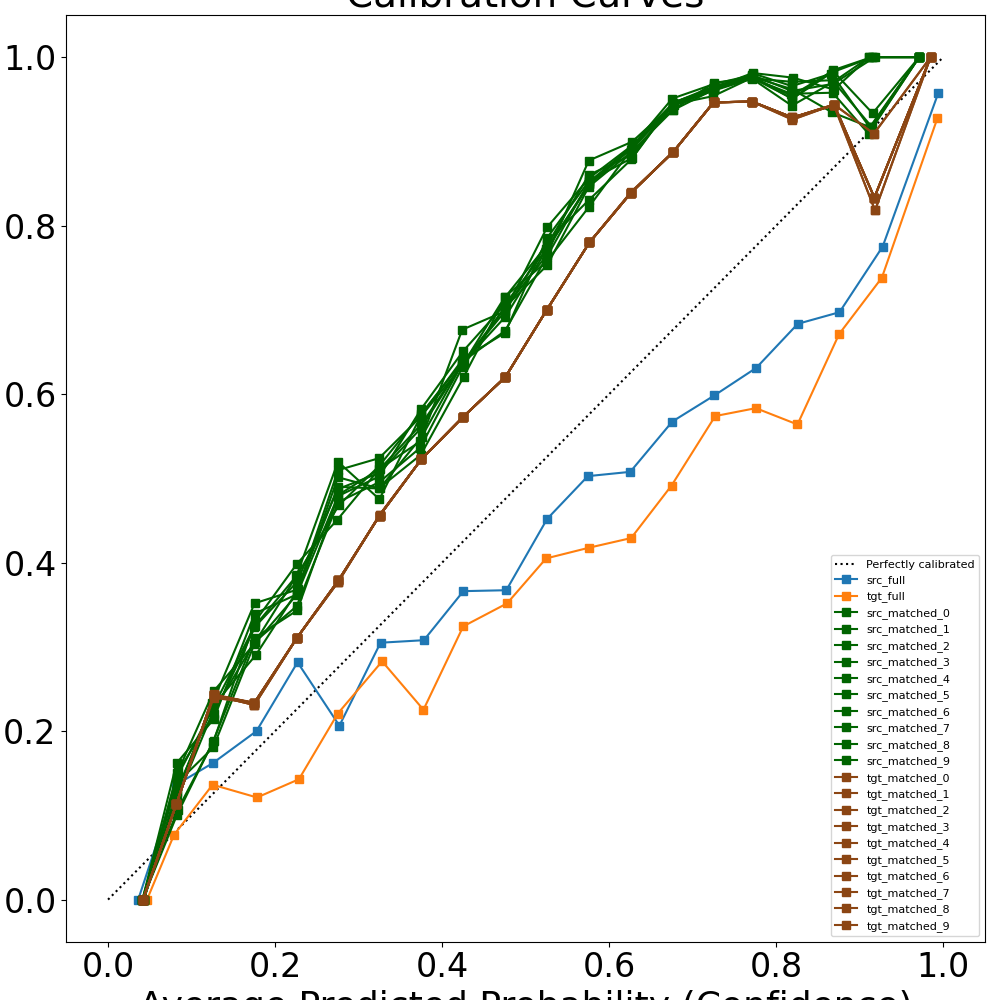 Calibration Curves
1.0
0.8
0.6
0.4
0.2
0.0
0.0 0.2 0.4 0.6 0.8 1.0
Average Predicted Probability (Confidence)
Perfectly calibrated
src_full
tgt_full
src_matched_0
src_matched_1
src_matched_2
src_matched_3
src_matched_4
src_matched_5
src_matched_6
src_matched_7
src_matched_8
src_matched_9
tgt_matched_0
tgt_matched_1
tgt_matched_2
tgt_matched_3
tgt_matched_4
tgt_matched_5
tgt_matched_6
tgt_matched_7
tgt_matched_8
tgt_matched_9